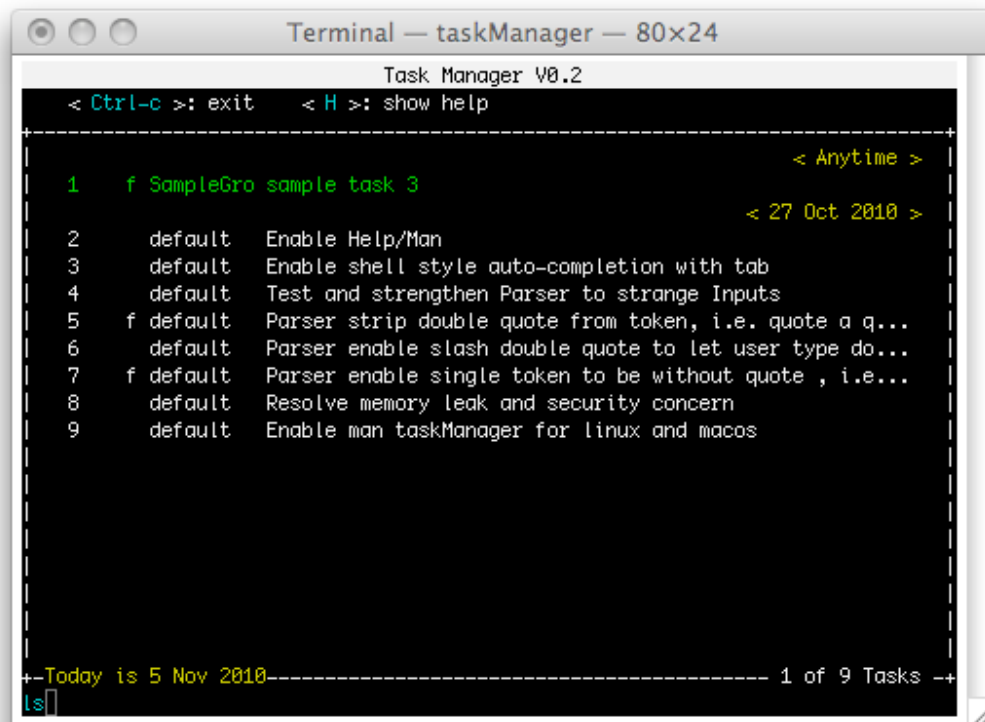 Terminal — taskManager — 80×24
Task Manager V0.2
< Ctrl-c >: exit    < H >: show help
< Anytime >
1    f SampleGro sample task 3
< 27 Oct 2010 >
2      default   Enable Help/Man
3      default   Enable shell style auto-completion with tab
4      default   Test and strengthen Parser to strange Inputs
5    f default   Parser strip double quote from token, i.e. quote a q...
6      default   Parser enable slash double quote to let user type do...
7    f default   Parser enable single token to be without quote , i.e...
8      default   Resolve memory leak and security concern
9      default   Enable man taskManager for linux and macos
+-Today is 5 Nov 2010------------------------------------------- 1 of 9 Tasks -+
ls